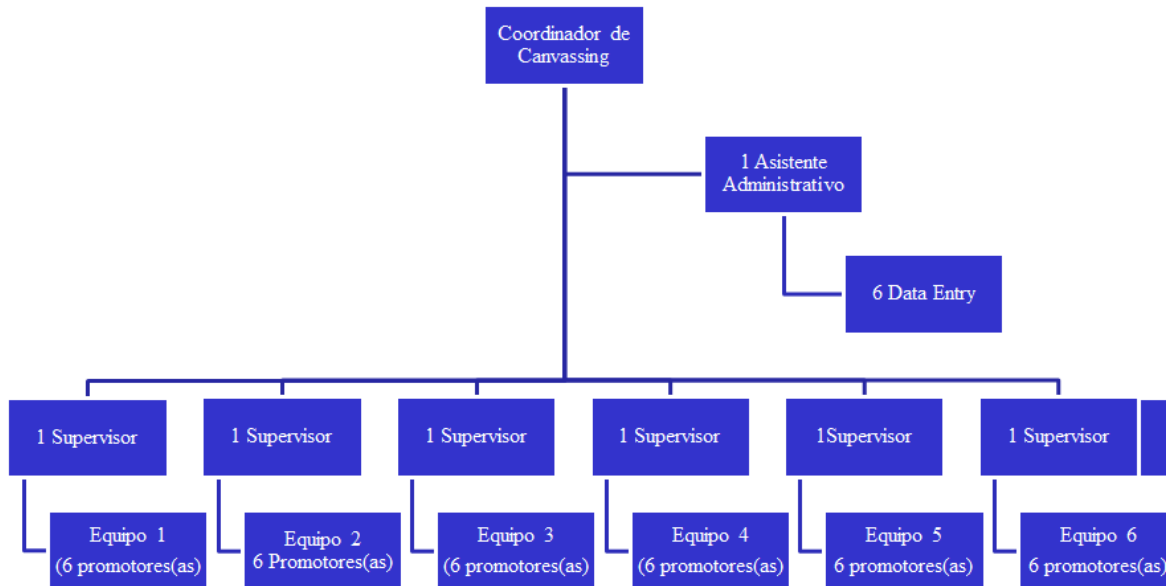 Coordinador de
Canvassing
1 Asistente
Administrativo
6 Data Entry
1 Supervisor
1 Supervisor
1 Supervisor
1 Supervisor
1Supervisor
1 Supervisor
Equipo 1
(6 promotores(as)
Equipo 2
6 Promotores(as)
Equipo 3
(6 promotores(as)
Equipo 4
(6 promotores(as)
Equipo 5
6 promotores(as)
Equipo 6
6 promotores(as)